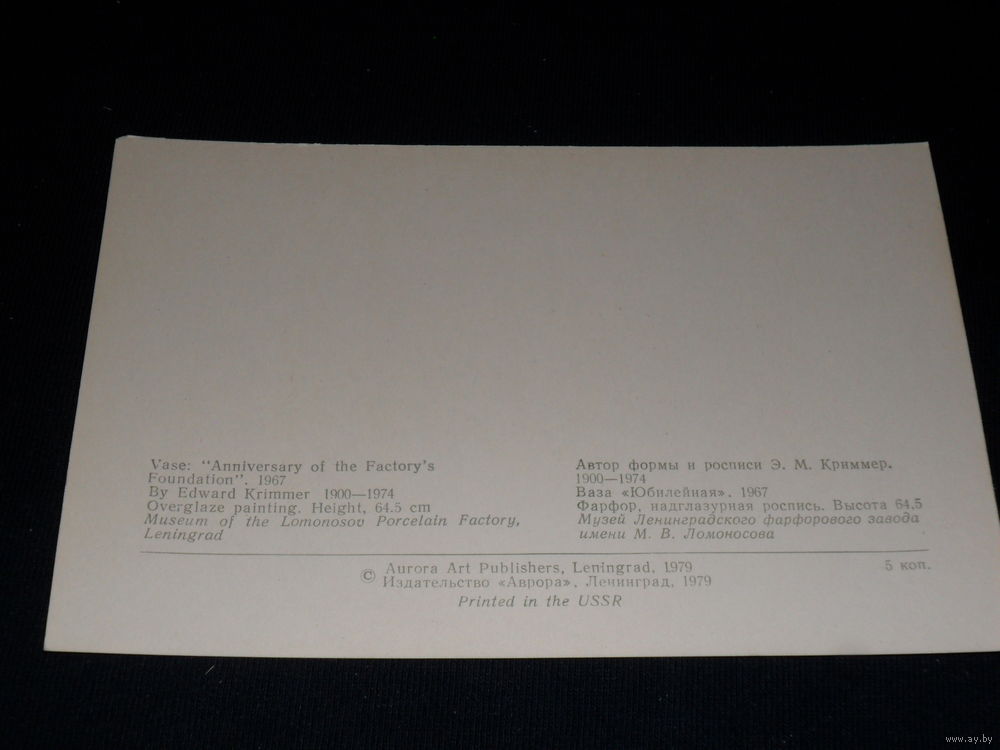 Vase: "Anniversary of the Factory's
Foundation". 1967
By Edward Krimmer 1900—1974
Overglaze painting. Height, 64.5 cm
Museum of the Lomonosov Porcelain Factory,
Leningrad
Автор формы и росписи Э. М. Криммер.
1900—1974
Ваза «Юбилейная». 1967
Фарфор, надглазурная роспись. Высота 64,5
Музей Ленинградского фарфорового завода
имени М. В. Ломоносова
© Aurora Art Publishers, Leningrad, 1979
Издательство «Аврора». Ленинград, 1979
5 коп.
Printed in the USSR
www.ay.by